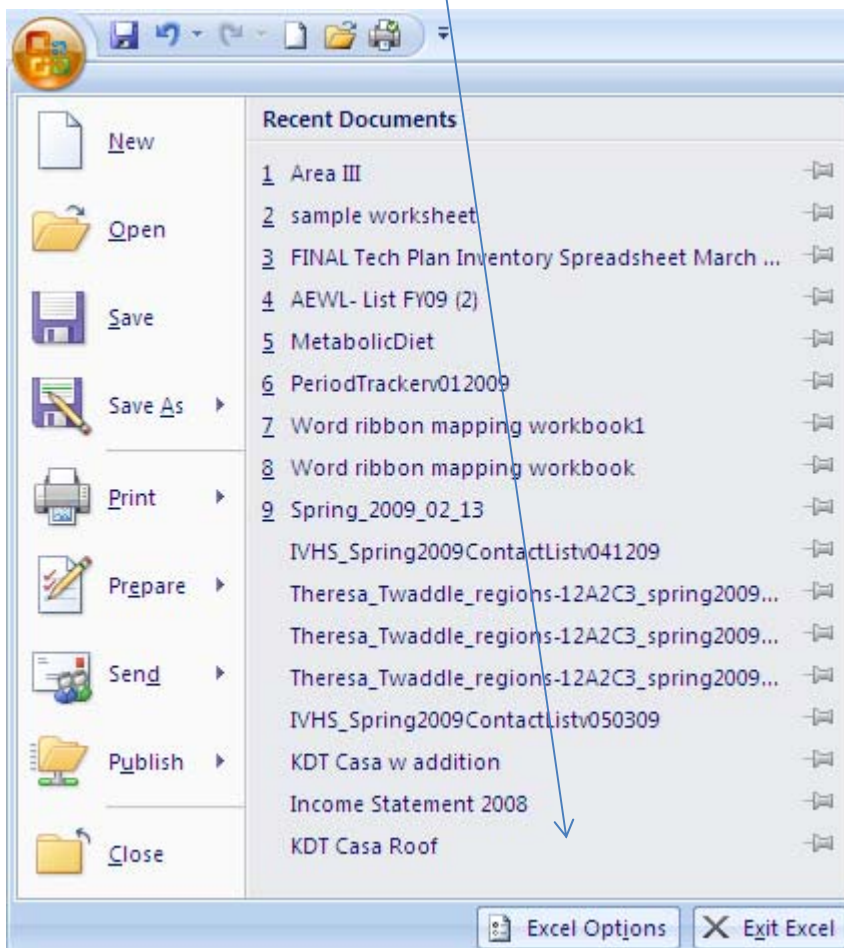 New
Open
Save
Save As
Print
Prepare
Send
Publish
Close
Recent Documents
1 Area III
2 sample worksheet
3 FINAL Tech Plan Inventory Spreadsheet March ...
4 AEWL- List FY09 (2)
5 MetabolicDiet
6 PeriodTrackerv012009
7 Word ribbon mapping workbook1
8 Word ribbon mapping workbook
9 Spring_2009_02_13
IVHS_Spring2009ContactListv041209
Theresa_Twaddle_regions-12A2C3_spring2009...
Theresa_Twaddle_regions-12A2C3_spring2009...
Theresa_Twaddle_regions-12A2C3_spring2009...
IVHS_Spring2009ContactListv050309
KDT Casa w addition
Income Statement 2008
KDT Casa Roof
Excel Options
Exit Excel